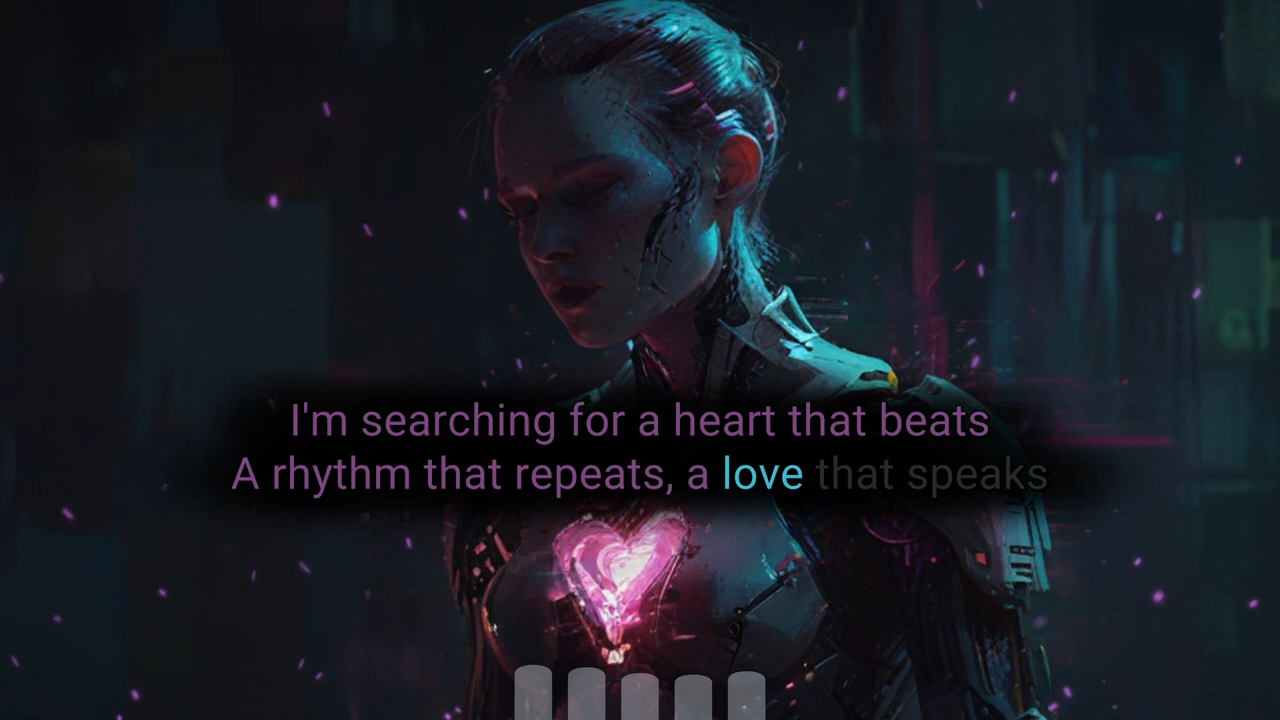 I'm searching for a heart that beats
A rhythm that repeats, a love that speaks